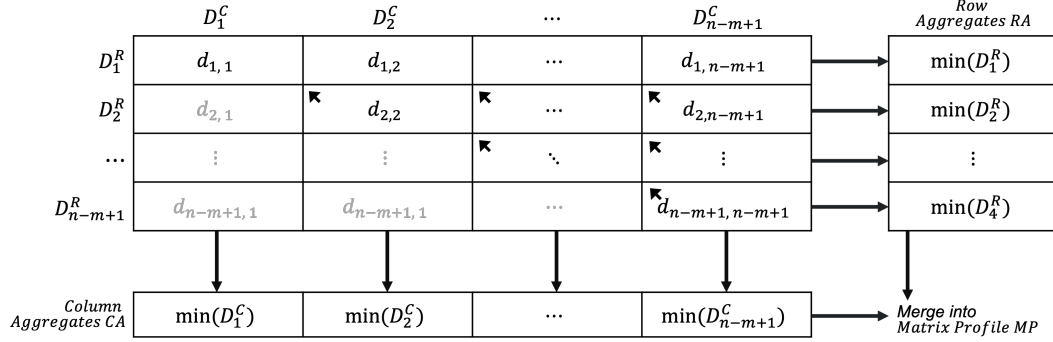 D_1^C D_2^C ⋯ D_{n−m+1}^C Row
Aggregates RA
D_1^R d_{1,1} d_{1,2} ⋯ d_{1,n−m+1} min(D_1^R)
D_2^R d_{2,1} d_{2,2} ⋯ d_{2,n−m+1} min(D_2^R)
⋯ ⋮ ⋮ ⋱ ⋮ ⋮
D_{n−m+1}^R d_{n−m+1,1} d_{n−m+1,1} ⋯ d_{n−m+1,n−m+1} min(D_4^R)
Column
Aggregates CA
min(D_1^C) min(D_2^C) ⋯ min(D_{n−m+1}^C)
Merge into
Matrix Profile MP